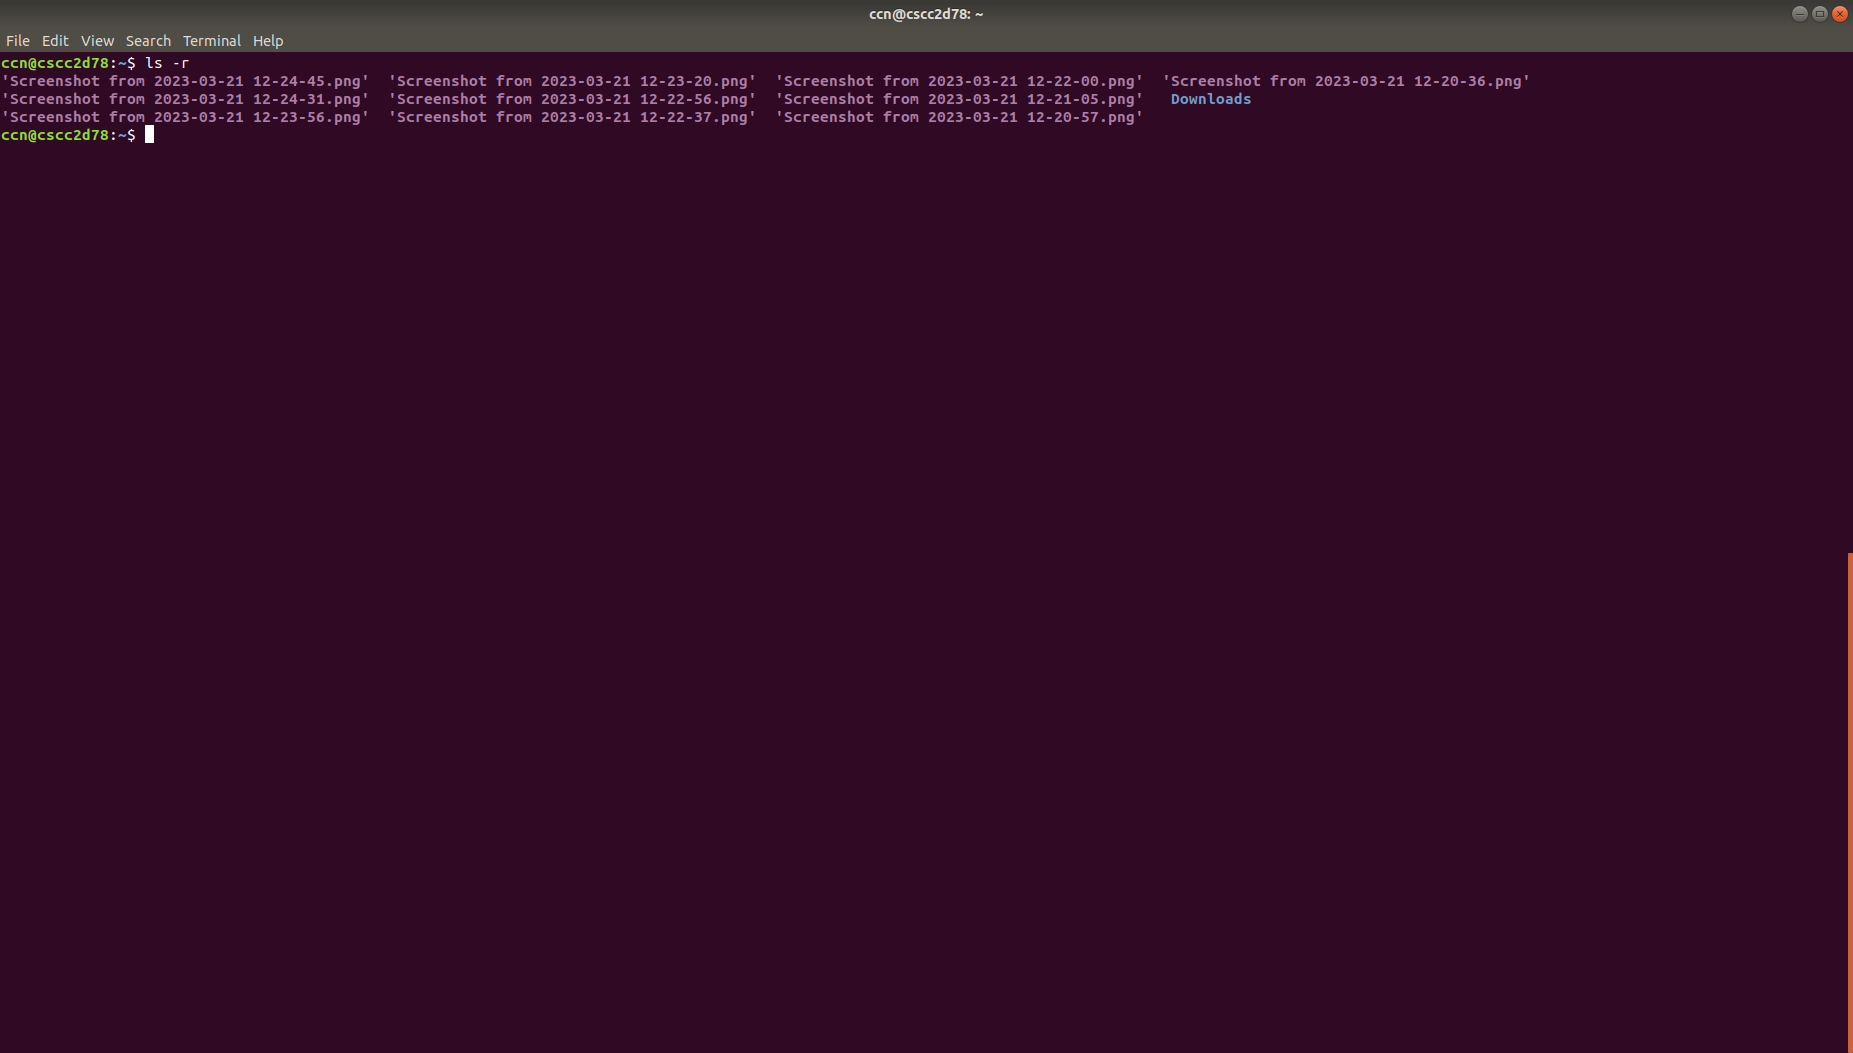 ccn@cscc2d78: ~
File Edit View Search Terminal Help
ccn@cscc2d78:~$ ls -r
'Screenshot from 2023-03-21 12-24-45.png' 'Screenshot from 2023-03-21 12-23-20.png' 'Screenshot from 2023-03-21 12-22-00.png' 'Screenshot from 2023-03-21 12-20-36.png'
'Screenshot from 2023-03-21 12-24-31.png' 'Screenshot from 2023-03-21 12-22-56.png' 'Screenshot from 2023-03-21 12-21-05.png' Downloads
'Screenshot from 2023-03-21 12-23-56.png' 'Screenshot from 2023-03-21 12-22-37.png' 'Screenshot from 2023-03-21 12-20-57.png'
ccn@cscc2d78:~$